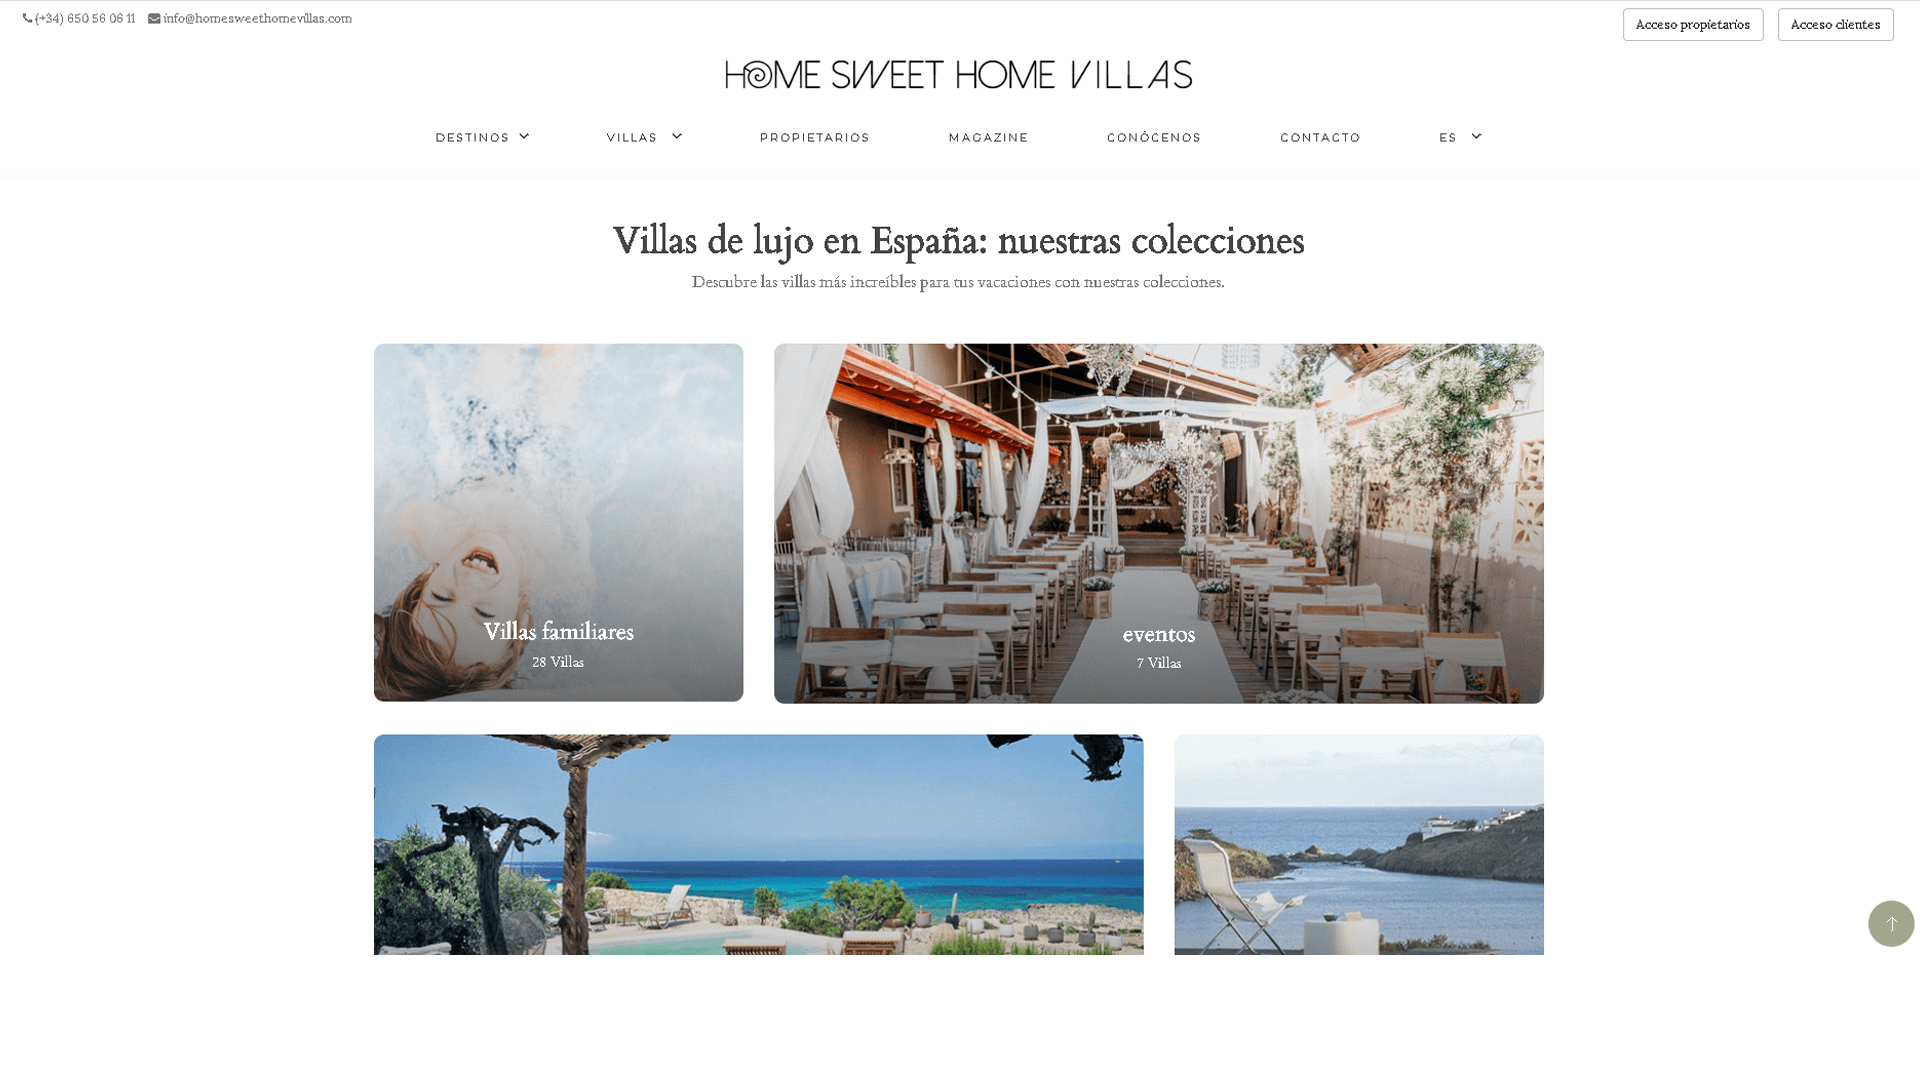 (+34) 650 56 06 11 info@homesweethomevillas.com
Acceso propietarios Acceso clientes
HOME SWEET HOME VILLAS
DESTINOS VILLAS PROPIETARIOS MAGAZINE CONÓCENOS CONTACTO ES
Villas de lujo en España: nuestras colecciones
Descubre las villas más increíbles para tus vacaciones con nuestras colecciones.
Villas familiares
28 Villas
eventos
7 Villas